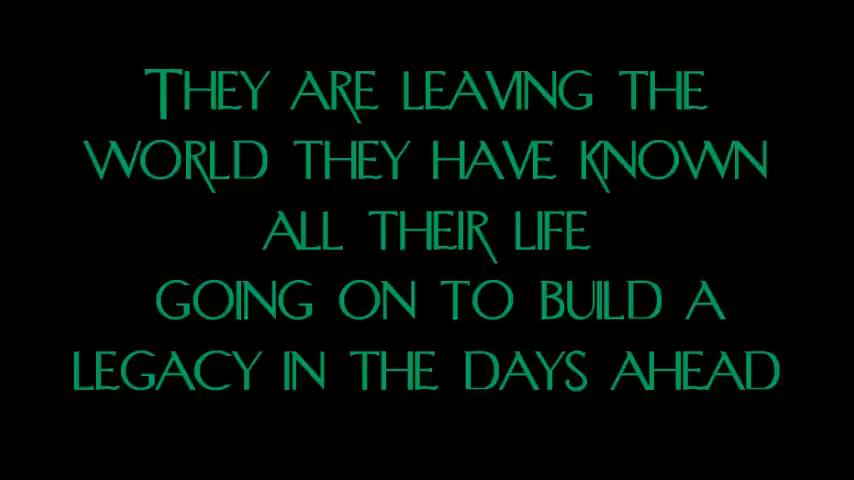 They are leaving the
world they have known
all their life
going on to build a
legacy in the days ahead